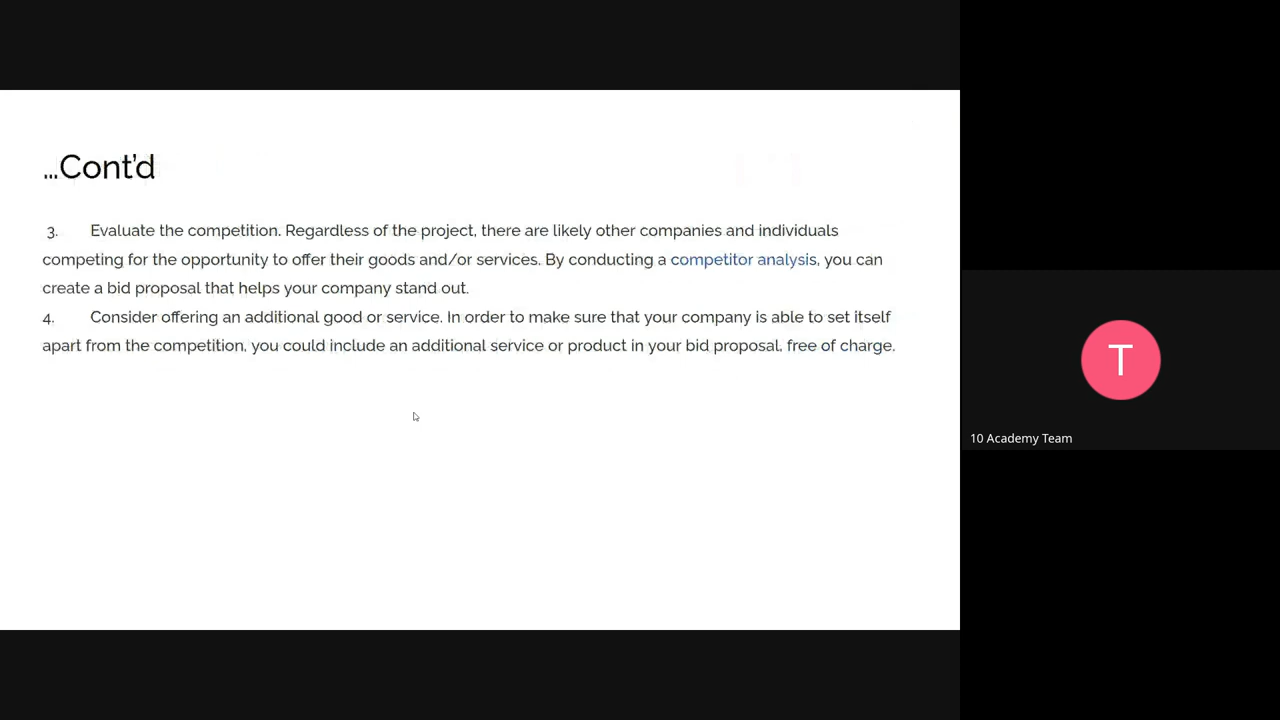 ...Cont'd
3. Evaluate the competition. Regardless of the project, there are likely other companies and individuals
competing for the opportunity to offer their goods and/or services. By conducting a competitor analysis, you can
create a bid proposal that helps your company stand out.
4. Consider offering an additional good or service. In order to make sure that your company is able to set itself
apart from the competition, you could include an additional service or product in your bid proposal, free of charge.
T
10 Academy Team